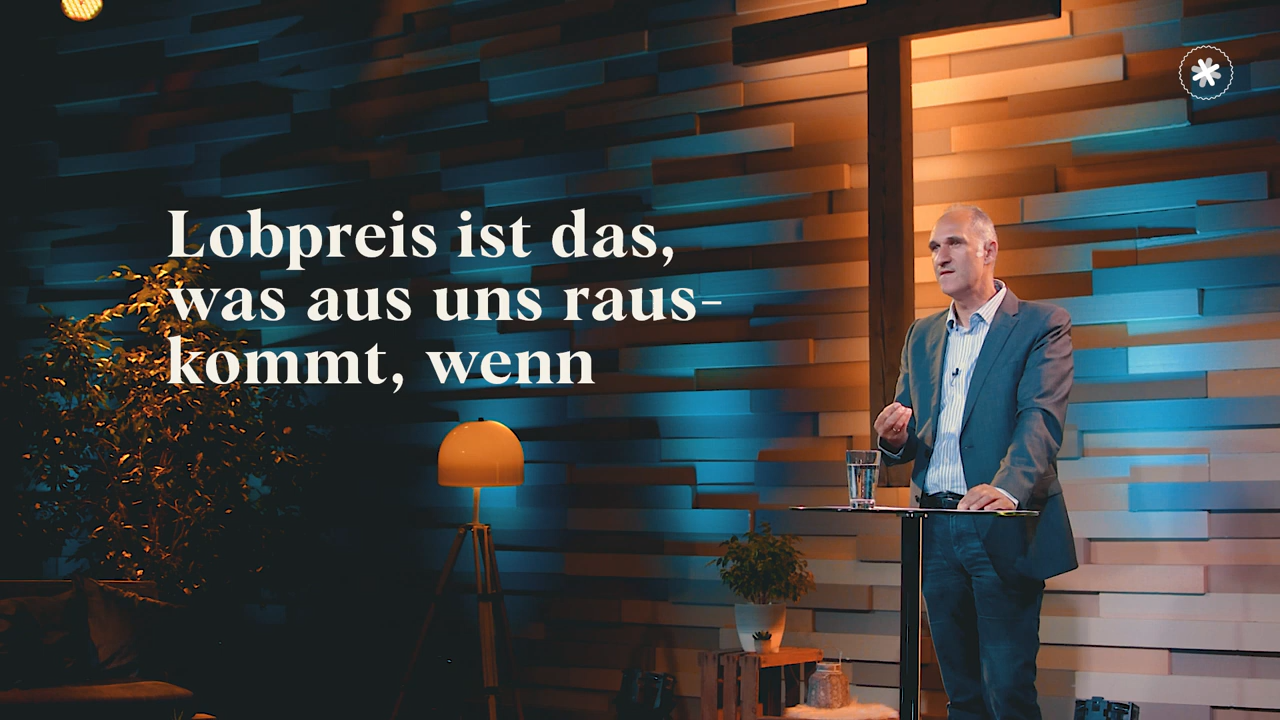 Lobpreis ist das,
was aus uns raus-
kommt, wenn